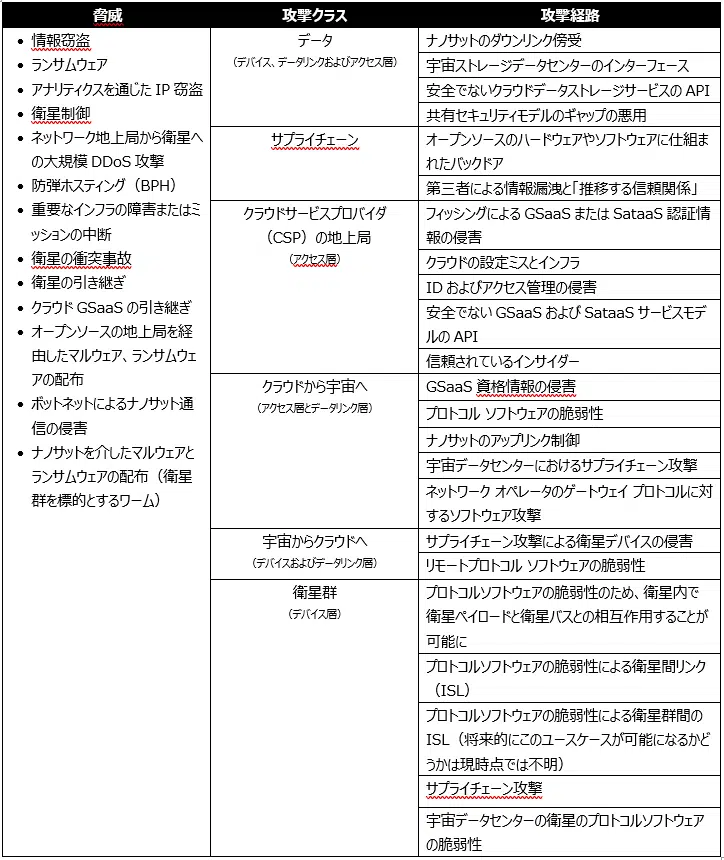 脅威
攻撃クラス
攻撃経路
• 情報窃盗
• ランサムウェア
• アナリティクスを通じた IP 窃盗
• 衛星制御
• ネットワーク地上局から衛星へ
の大規模 DDoS 攻撃
• 防弾ホスティング（BPH）
• 重要なインフラの障害またはミ
ッションの中断
• 衛星の衝突事故
• 衛星の引き継ぎ
• クラウド GSaaS の引き継ぎ
• オープンソースの地上局を経
由したマルウェア、ランサムウェ
アの配布
• ボットネットによるナノサット通
信の侵害
• ナノサットを介したマルウェアと
ランサムウェアの配布（衛星
群を標的とするワーム）
データ
（デバイス、データリンクおよびアクセス層）
ナノサットのダウンリンク傍受
宇宙ストレージデータセンターのインターフェース
安全でないクラウドデータストレージサービスの API
共有セキュリティモデルのギャップの悪用
サプライチェーン
オープンソースのハードウェアやソフトウェアに仕組ま
れたバックドア
第三者による情報漏洩と「推移する信頼関係」
クラウドサービスプロバイダ
（CSP）の地上局
（アクセス層）
フィッシングによる GSaaS または SataaS 認証情
報の侵害
クラウドの設定ミスとインフラ
ID およびアクセス管理の侵害
安全でない GSaaS および SataaS サービスモデ
ルの API
信頼されているインサイダー
クラウドから宇宙へ
（アクセス層とデータリンク層）
GSaaS 資格情報の侵害
プロトコル ソフトウェアの脆弱性
ナノサットのアップリンク制御
宇宙データセンターにおけるサプライチェーン攻撃
ネットワーク オペレータのゲートウェイ プロトコルに対
するソフトウェア攻撃
宇宙からクラウドへ
（デバイスおよびデータリンク層）
サプライチェーン攻撃による衛星デバイスの侵害
リモートプロトコル ソフトウェアの脆弱性
衛星群
（デバイス層）
プロトコルソフトウェアの脆弱性のため、衛星内で
衛星ペイロードと衛星バスとの相互作用することが
可能に
プロトコルソフトウェアの脆弱性による衛星間リンク
（ISL）
プロトコルソフトウェアの脆弱性による衛星群間の
ISL（将来的にこのユースケースが可能になるかど
うかは現時点では不明）
サプライチェーン攻撃
宇宙データセンターの衛星のプロトコルソフトウェア
の脆弱性